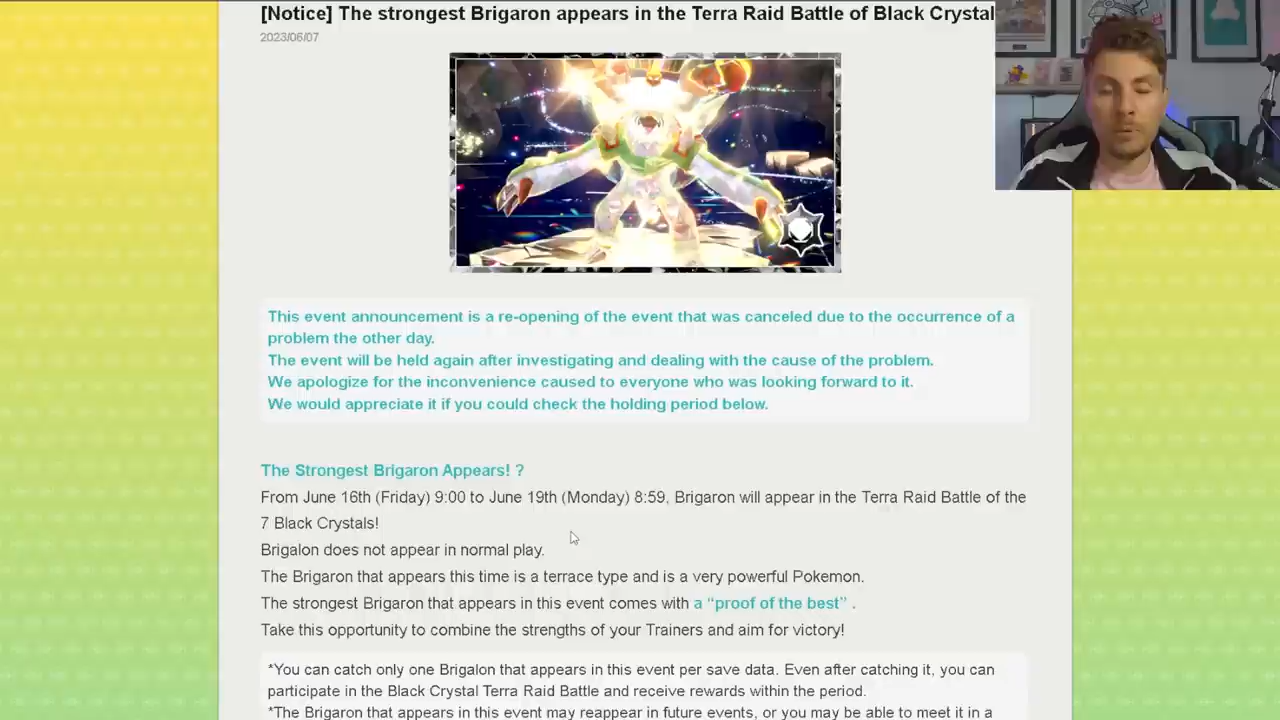 [Notice] The strongest Brigaron appears in the Terra Raid Battle of Black Crystal
2023/06/07
This event announcement is a re-opening of the event that was canceled due to the occurrence of a
problem the other day.
The event will be held again after investigating and dealing with the cause of the problem.
We apologize for the inconvenience caused to everyone who was looking forward to it.
We would appreciate it if you could check the holding period below.
The Strongest Brigaron Appears! ?
From June 16th (Friday) 9:00 to June 19th (Monday) 8:59, Brigaron will appear in the Terra Raid Battle of the
7 Black Crystals!
Brigalon does not appear in normal play.
The Brigaron that appears this time is a terrace type and is a very powerful Pokemon.
The strongest Brigaron that appears in this event comes with a “proof of the best” .
Take this opportunity to combine the strengths of your Trainers and aim for victory!
*You can catch only one Brigalon that appears in this event per save data. Even after catching it, you can
participate in the Black Crystal Terra Raid Battle and receive rewards within the period.
*The Brigaron that appears in this event may reappear in future events, or you may be able to meet it in a